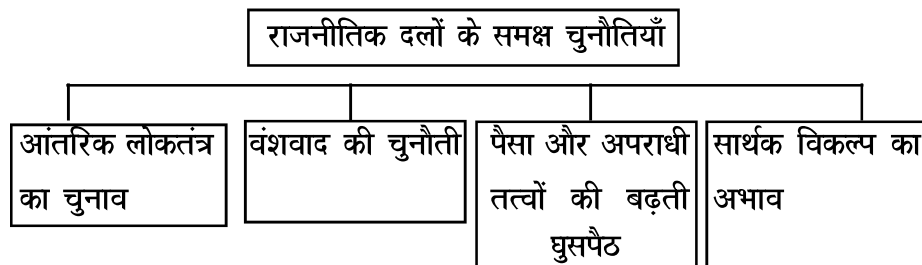 राजनीतिक दलों के समक्ष चुनौतियाँ
आंतरिक लोकतंत्र
का चुनाव
वंशवाद की चुनौती
पैसा और अपराधी
तत्वों की बढ़ती
घुसपैठ
सार्थक विकल्प का
अभाव